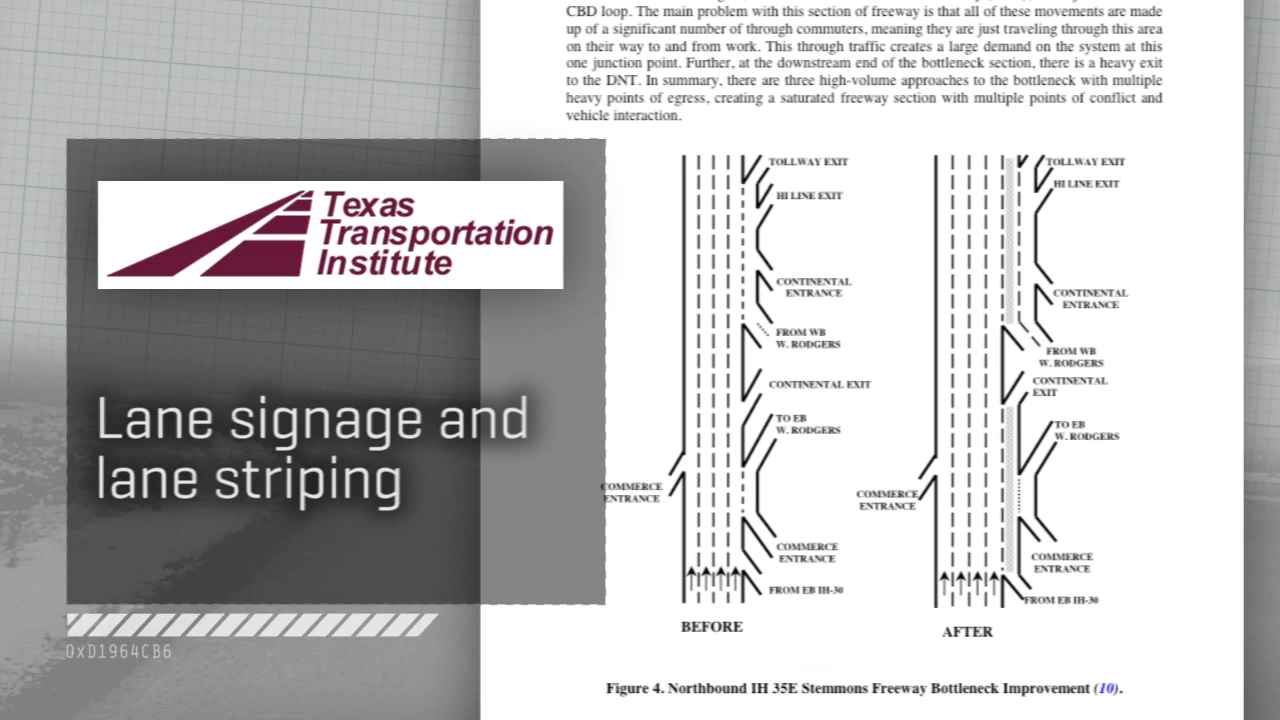 CBD loop. The main problem with this section of freeway is that all of these movements are made
up of a significant number of through commuters, meaning they are just traveling through this area
on their way to and from work. This through traffic creates a large demand on the system at this
one junction point. Further, at the downstream end of the bottleneck section, there is a heavy exit
to the DNT. In summary, there are three high-volume approaches to the bottleneck with multiple
heavy points of egress, creating a saturated freeway section with multiple points of conflict and
vehicle interaction.
Texas
Transportation
Institute
Lane signage and
lane striping
0xD1964CB6
TOLLWAY EXIT
HI LINE EXIT
CONTINENTAL
ENTRANCE
FROM WB
W. RODGERS
CONTINENTAL EXIT
TO EB
W. RODGERS
COMMERCE
ENTRANCE
COMMERCE
ENTRANCE
FROM EB IH-30
BEFORE
TOLLWAY EXIT
HI LINE EXIT
CONTINENTAL
ENTRANCE
FROM WB
W. RODGERS
CONTINENTAL
EXIT
TO EB
W. RODGERS
COMMERCE
ENTRANCE
COMMERCE
ENTRANCE
FROM EB IH-30
AFTER
Figure 4. Northbound IH 35E Stemmons Freeway Bottleneck Improvement (10).